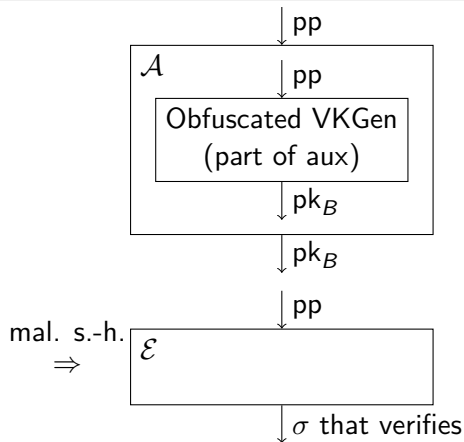 pp
𝒜
pp
Obfuscated VKGen
(part of aux)
pk_B
pk_B
pp
mal. s.-h.
⇒
ℰ
σ that verifies